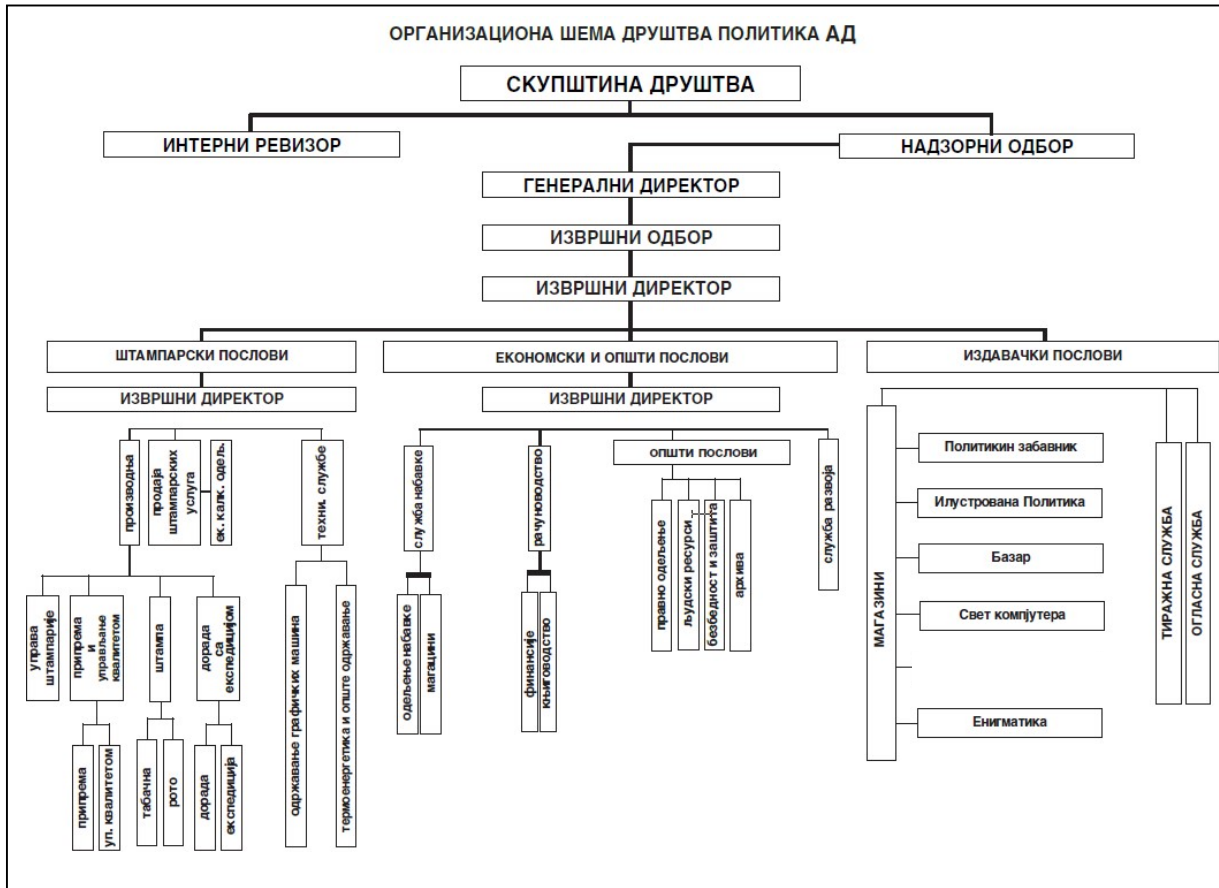 ОРГАНИЗАЦИОНА ШЕМА ДРУШТВА ПОЛИТИКА АД
СКУПШТИНА ДРУШТВА
ИНТЕРНИ РЕВИЗОР
НАДЗОРНИ ОДБОР
ГЕНЕРАЛНИ ДИРЕКТОР
ИЗВРШНИ ОДБОР
ИЗВРШНИ ДИРЕКТОР
ШТАМПАРСКИ ПОСЛОВИ
ЕКОНОМСКИ И ОПШТИ ПОСЛОВИ
ИЗДАВАЧКИ ПОСЛОВИ
ИЗВРШНИ ДИРЕКТОР
ИЗВРШНИ ДИРЕКТОР
производња
продаја
штампарских
услуга
ек. калк. одељ.
техни. службе
управа
штампарије
припрема
и
управљање
квалитетом
штампа
дорада
са
експедицијом
припрема
уп. квалитетом
табачна
рото
дорада
експедиција
одржавање графичких машина
термоенергетика и опште одржавање
служба набавке
рачуноводство
ОПШТИ ПОСЛОВИ
служба развоја
одељење набавке
магацини
финансије
књиговодство
правно одељење
људски ресурси
безбедност и заштита
архива
МАГАЗИНИ
Политикин забавник
Илустрована Политика
Базар
Свет компјутера
Енигматика
ТИРАЖНА СЛУЖБА
ОГЛАСНА СЛУЖБА